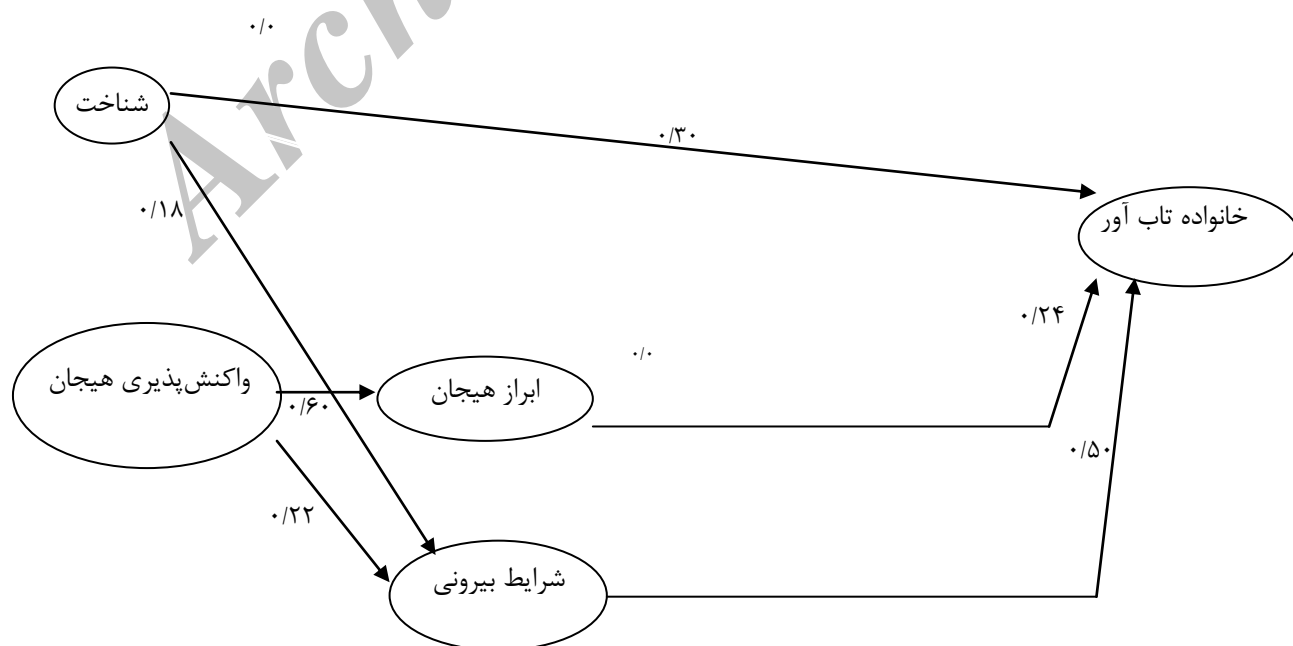 ۰/۰
شناخت
۰/۳۰
۰/۱۸
خانواده تاب آور
۰/۲۴
۰/۰
واکنش‌پذیری هیجان
ابراز هیجان
۰/۶۰
۰/۵۰
۰/۲۲
شرایط بیرونی